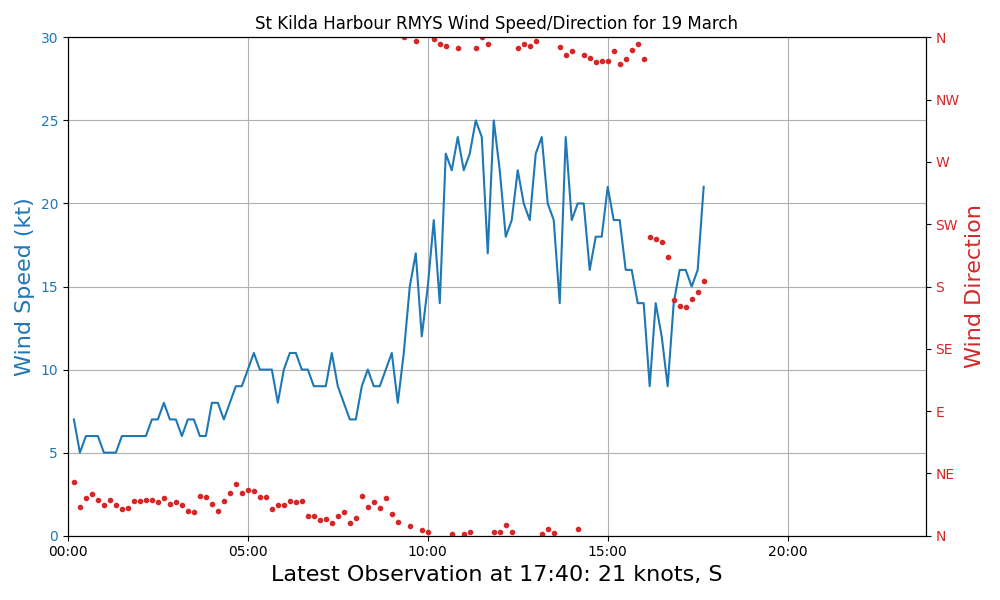 St Kilda Harbour RMYS Wind Speed/Direction for 19 March
30
25
20
15
10
5
0
Wind Speed (kt)
N
NW
W
SW
S
SE
E
NE
N
Wind Direction
00:00 05:00 10:00 15:00 20:00
Latest Observation at 17:40: 21 knots, S